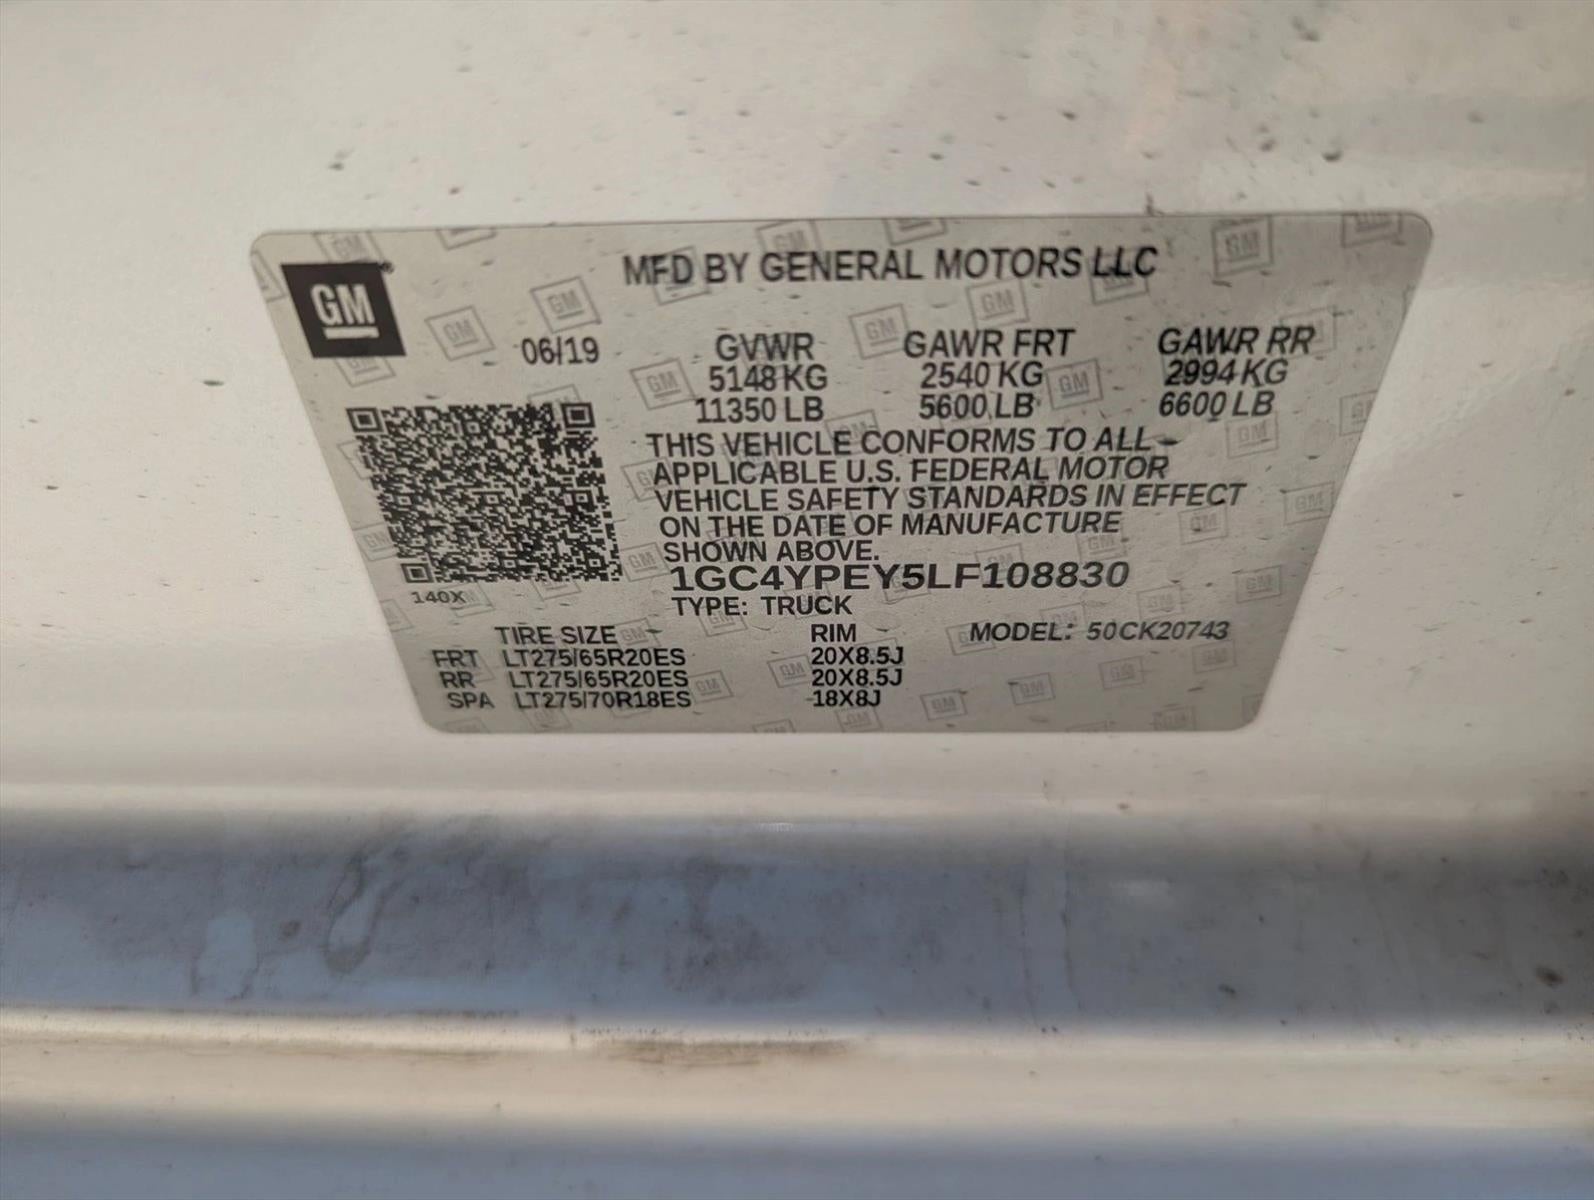 GM
MFD BY GENERAL MOTORS LLC
06/19 GVWR GAWR FRT GAWR RR
5148 KG 2540 KG 2994 KG
11350 LB 5600 LB 6600 LB
THIS VEHICLE CONFORMS TO ALL
APPLICABLE U.S. FEDERAL MOTOR
VEHICLE SAFETY STANDARDS IN EFFECT
ON THE DATE OF MANUFACTURE
SHOWN ABOVE.
1GC4YPEY5LF108830
140X
TYPE: TRUCK
TIRE SIZE RIM MODEL: 50CK20743
FRT LT275/65R20ES 20X8.5J
RR LT275/65R20ES 20X8.5J
SPA LT275/70R18ES 18X8J